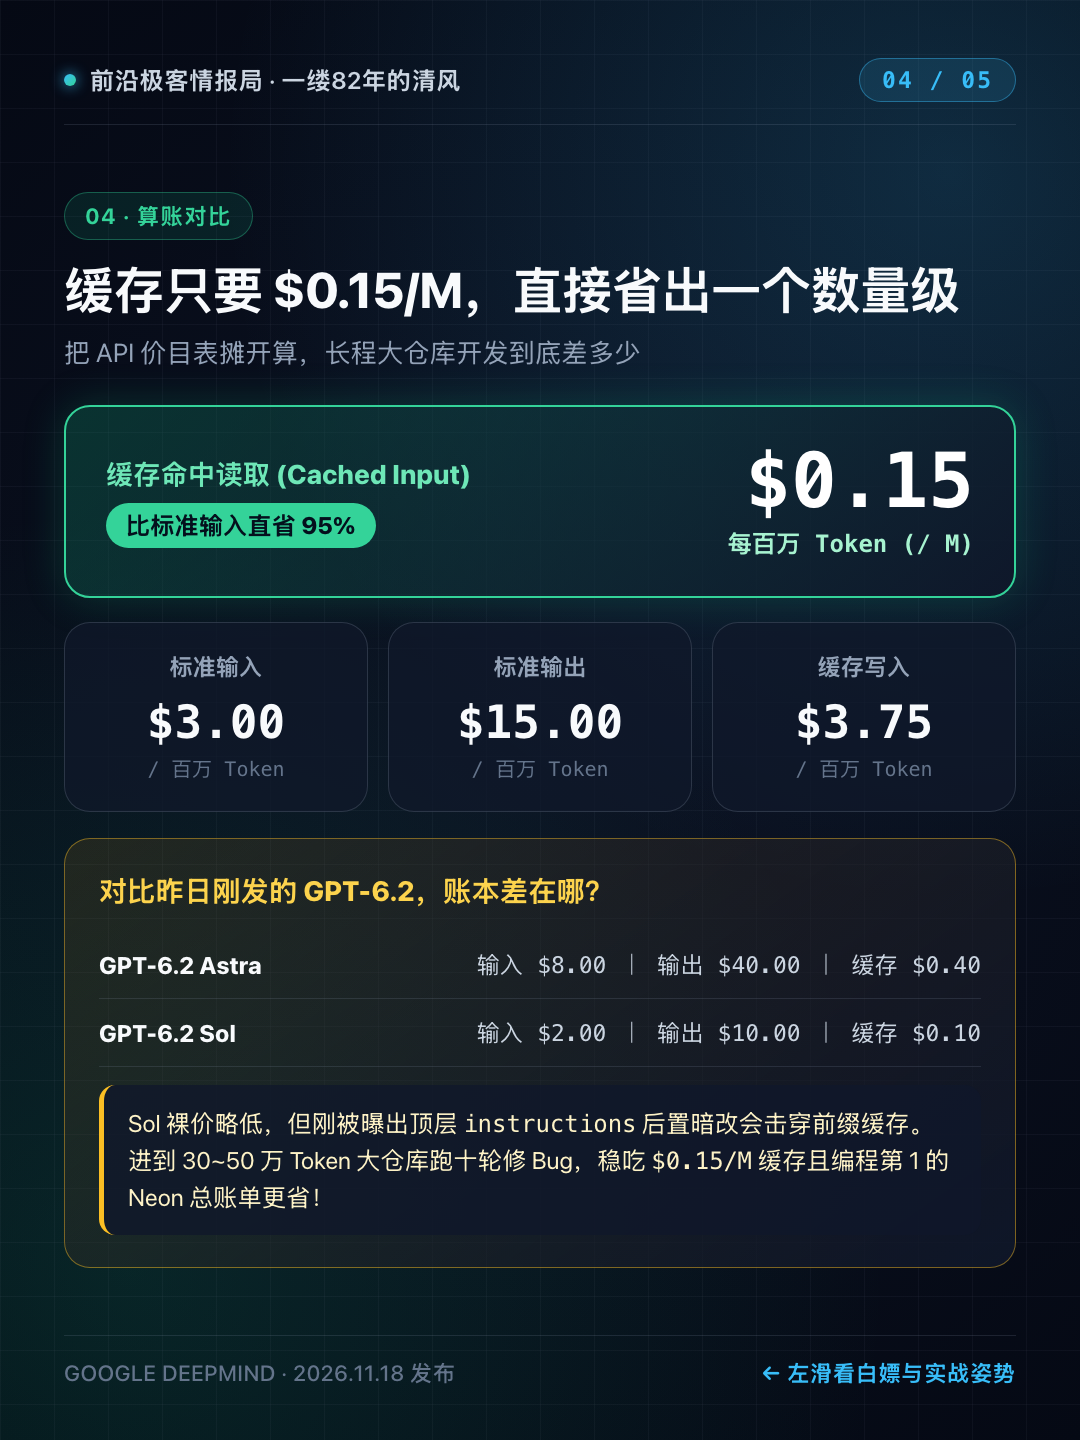 前沿极客情报局 · 一缕82年的清风
04 / 05
04 · 算账对比
缓存只要 $0.15/M，直接省出一个数量级
把 API 价目表摊开算，长程大仓库开发到底差多少
缓存命中读取 (Cached Input)
比标准输入直省 95%
$0.15
每百万 Token (/ M)
标准输入
$3.00
/ 百万 Token
标准输出
$15.00
/ 百万 Token
缓存写入
$3.75
/ 百万 Token
对比昨日刚发的 GPT-6.2，账本差在哪？
GPT-6.2 Astra
输入 $8.00 ｜ 输出 $40.00 ｜ 缓存 $0.40
GPT-6.2 Sol
输入 $2.00 ｜ 输出 $10.00 ｜ 缓存 $0.10
Sol 裸价略低，但刚被曝出顶层 instructions 后置暗改会击穿前缀缓存。
进到 30~50 万 Token 大仓库跑十轮修 Bug，稳吃 $0.15/M 缓存且编程第 1 的
Neon 总账单更省！
GOOGLE DEEPMIND · 2026.11.18 发布
← 左滑看白嫖与实战姿势